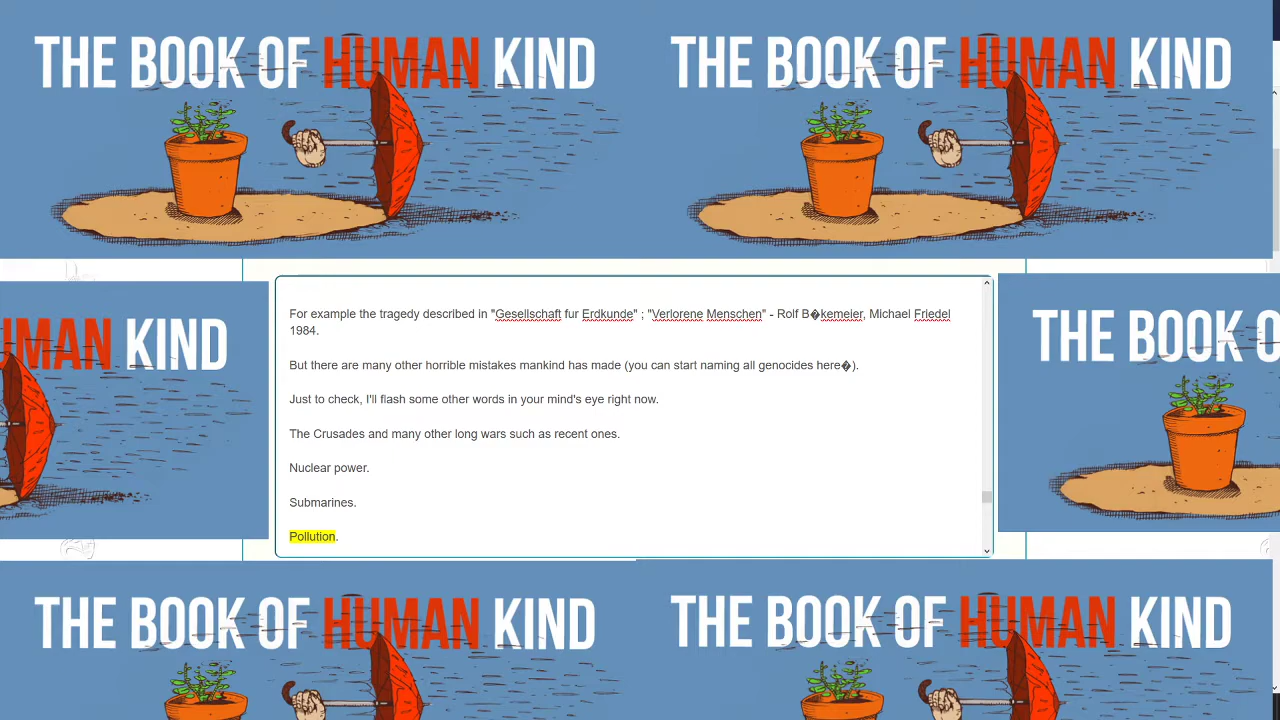 THE BOOK OF HUMAN KIND
THE BOOK OF HUMAN KIND
For example the tragedy described in "Gesellschaft fur Erdkunde" ; "Verlorene Menschen" - Rolf B�kemeier, Michael Friedel
1984.
But there are many other horrible mistakes mankind has made (you can start naming all genocides here�).
Just to check, I'll flash some other words in your mind's eye right now.
The Crusades and many other long wars such as recent ones.
Nuclear power.
Submarines.
Pollution.
UMAN KIND
THE BOOK O
THE BOOK OF HUMAN KIND
THE BOOK OF HUMAN KIND